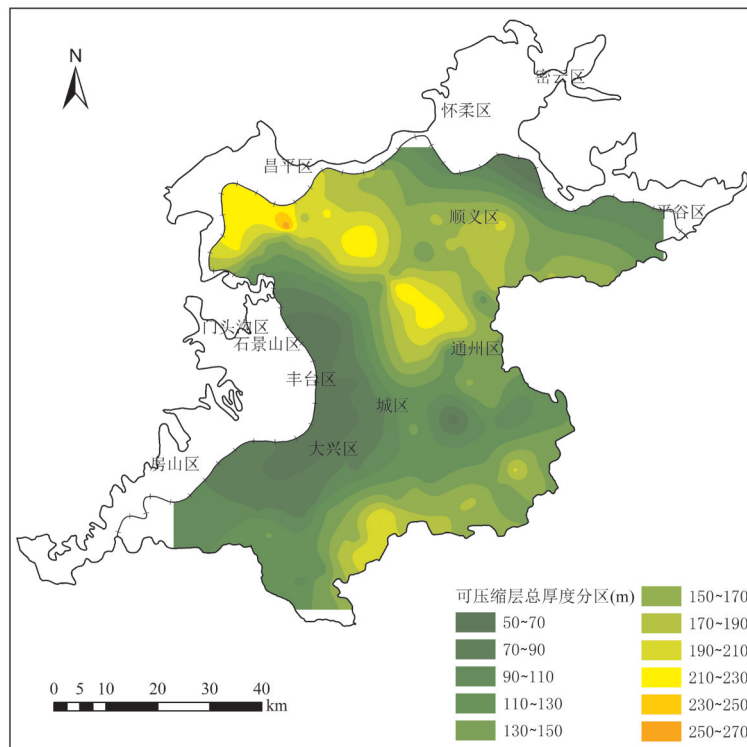 N
密云区
怀柔区
昌平区
顺义区
平谷区
门头沟区
石景山区
通州区
丰台区
城区
大兴区
房山区
可压缩层总厚度分区(m)
50~70
70~90
90~110
110~130
130~150
150~170
170~190
190~210
210~230
230~250
250~270
0 5 10 20 30 40
km